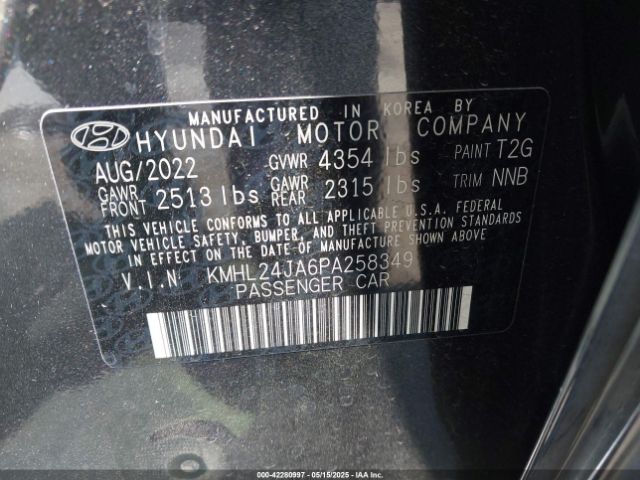 MANUFACTURED IN KOREA BY
HYUNDAI MOTOR COMPANY
AUG/2022 GVWR 4354 lbs PAINT T2G
GAWR FRONT 2513 lbs GAWR REAR 2315 lbs TRIM NNB
THIS VEHICLE CONFORMS TO ALL APPLICABLE U.S.A. FEDERAL
MOTOR VEHICLE SAFETY, BUMPER, AND THEFT PREVENTION STANDARDS
IN EFFECT ON THE DATE OF MANUFACTURE SHOWN ABOVE.
V.I.N. KMHL24JA6PA258349
PASSENGER CAR
000-42280997 - 05/15/2025 - IAA Inc.